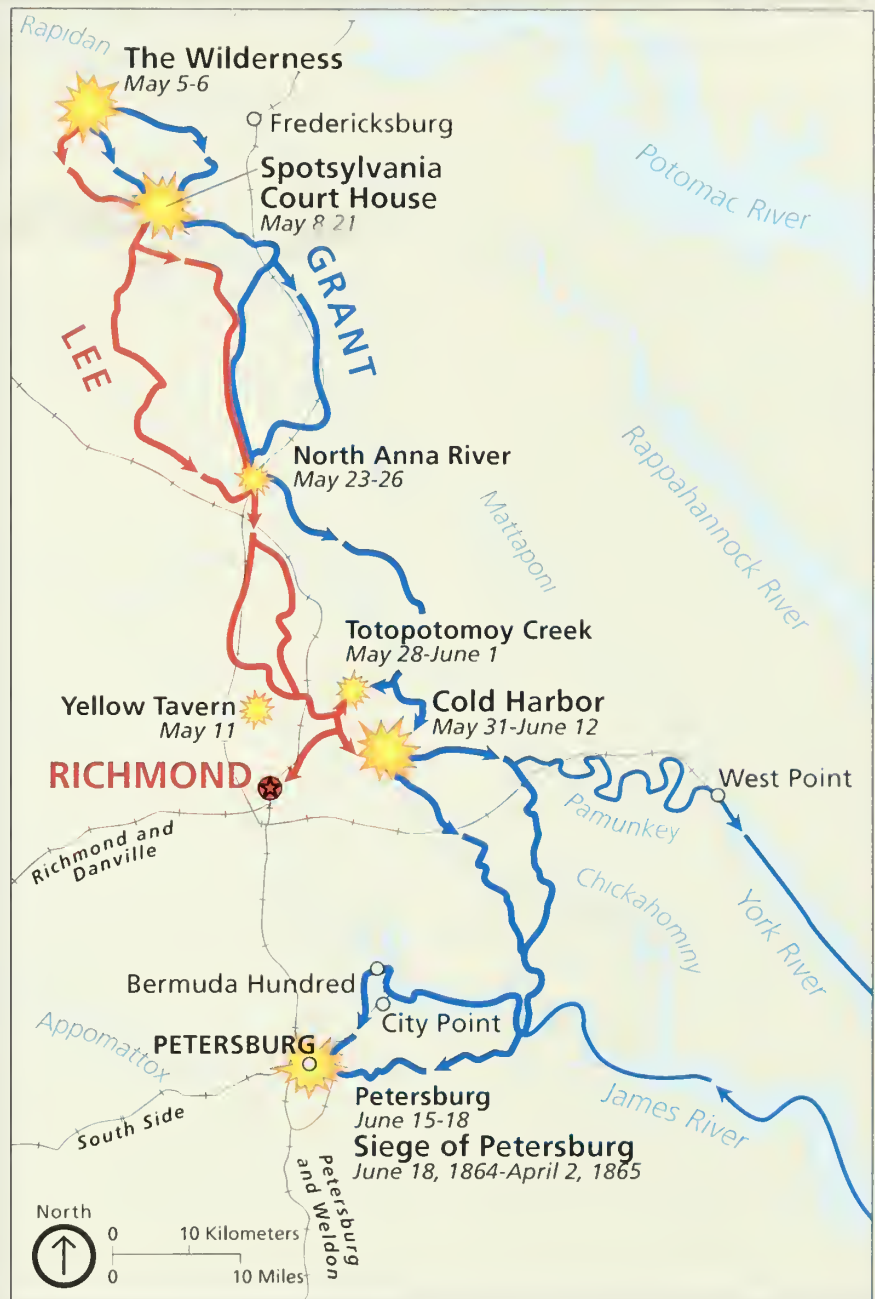 Rapidan
The Wilderness
May 5-6
Fredericksburg
Potomac River
Spotsylvania
Court House
May 8 21
GRANT
LEE
North Anna River
May 23-26
Rappahannock River
Mattaponi
Totopotomoy Creek
May 28-June 1
Yellow Tavern
May 11
Cold Harbor
May 31-June 12
RICHMOND
West Point
Pamunkey
Richmond and
Danville
Chickahominy
York River
Bermuda Hundred
City Point
Appomattox
PETERSBURG
Petersburg
June 15-18
Siege of Petersburg
June 18, 1864-April 2, 1865
James River
South Side
Petersburg
and Weldon
North
0 10 Kilometers
0 10 Miles